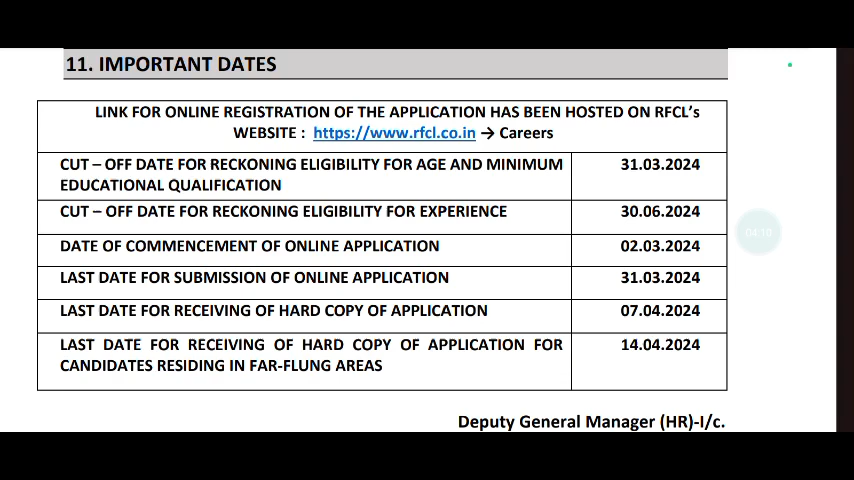 11. IMPORTANT DATES
LINK FOR ONLINE REGISTRATION OF THE APPLICATION HAS BEEN HOSTED ON RFCL's
WEBSITE : https://www.rfcl.co.in → Careers
CUT – OFF DATE FOR RECKONING ELIGIBILITY FOR AGE AND MINIMUM
EDUCATIONAL QUALIFICATION
31.03.2024
CUT – OFF DATE FOR RECKONING ELIGIBILITY FOR EXPERIENCE 30.06.2024
DATE OF COMMENCEMENT OF ONLINE APPLICATION 02.03.2024
LAST DATE FOR SUBMISSION OF ONLINE APPLICATION 31.03.2024
LAST DATE FOR RECEIVING OF HARD COPY OF APPLICATION 07.04.2024
LAST DATE FOR RECEIVING OF HARD COPY OF APPLICATION FOR
CANDIDATES RESIDING IN FAR-FLUNG AREAS
14.04.2024
04:10
Deputy General Manager (HR)-I/c.